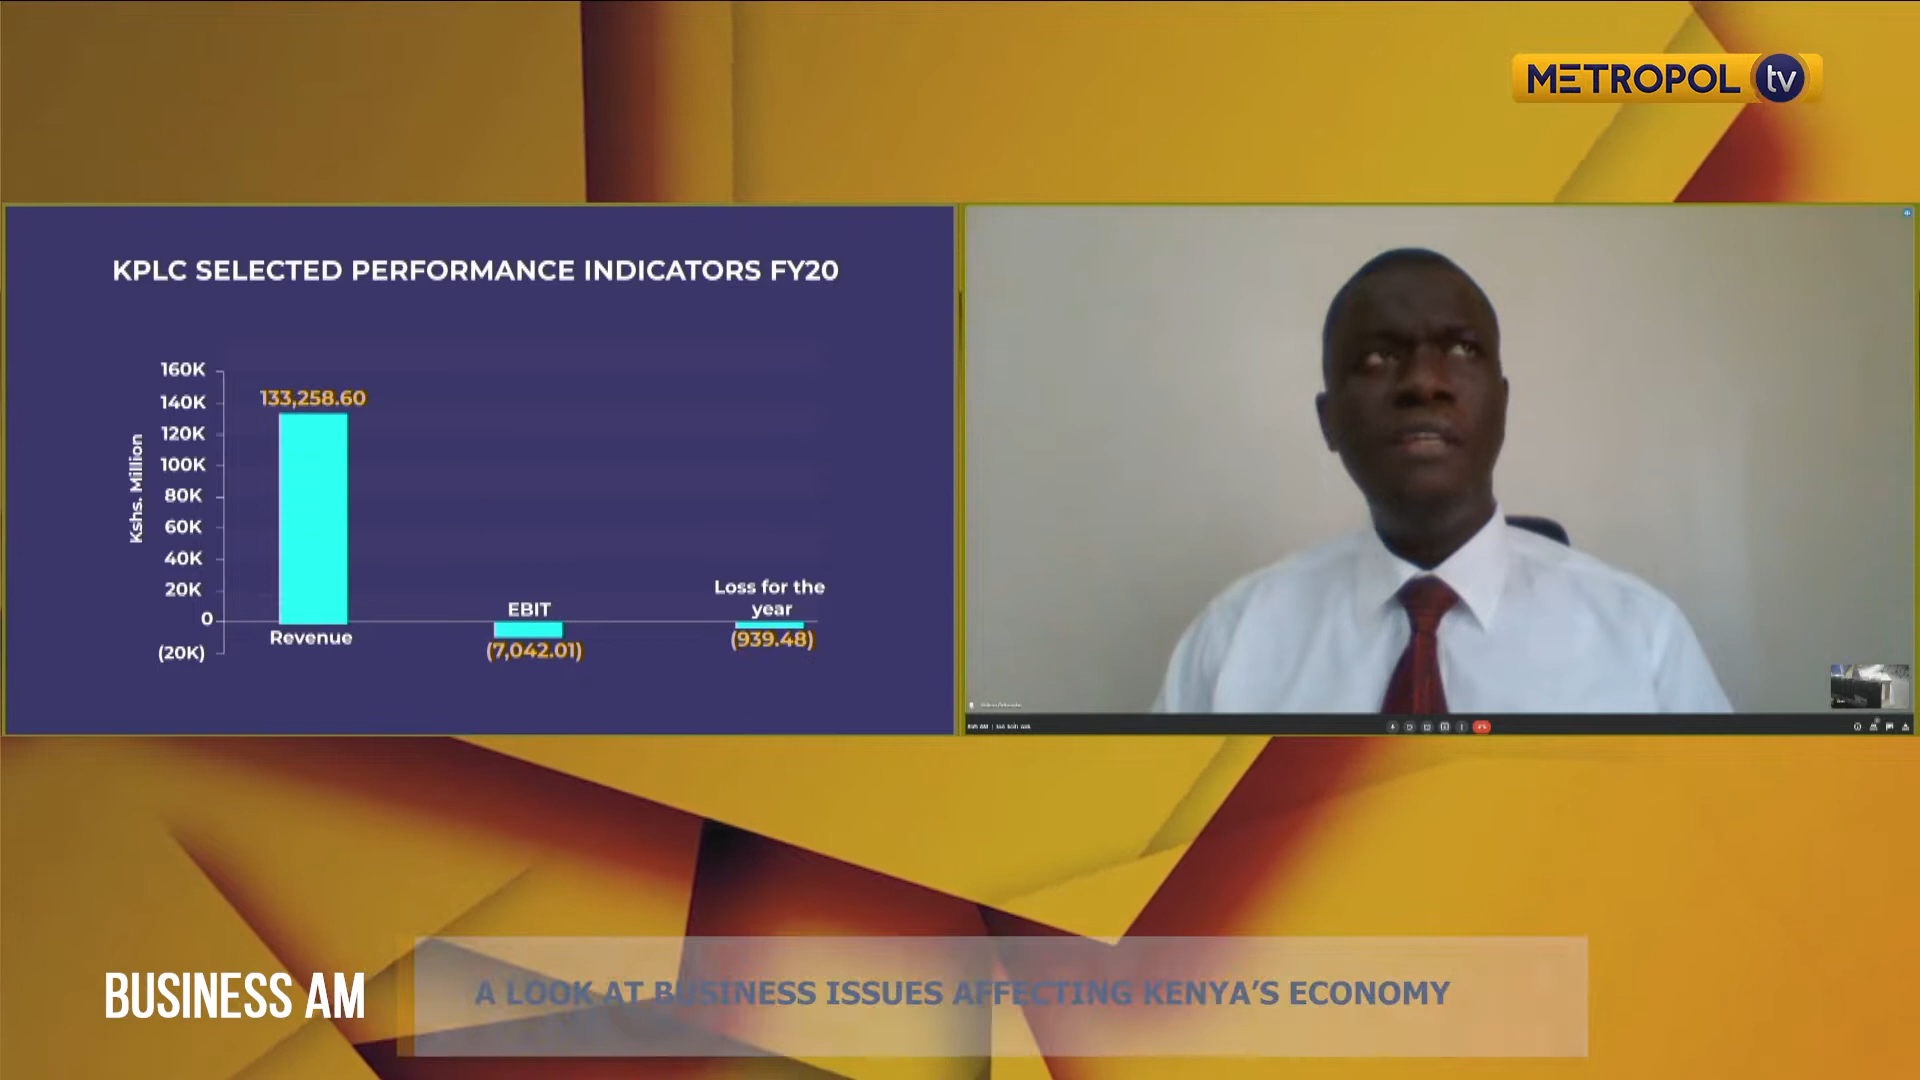 METROPOL tv
KPLC SELECTED PERFORMANCE INDICATORS FY20
Kshs. Million
160K
140K
120K
100K
80K
60K
40K
20K
0
(20K)
133,258.60
Revenue
EBIT
(7,042.01)
Loss for the
year
(939.48)
BUSINESS AM
A LOOK AT BUSINESS ISSUES AFFECTING KENYA'S ECONOMY